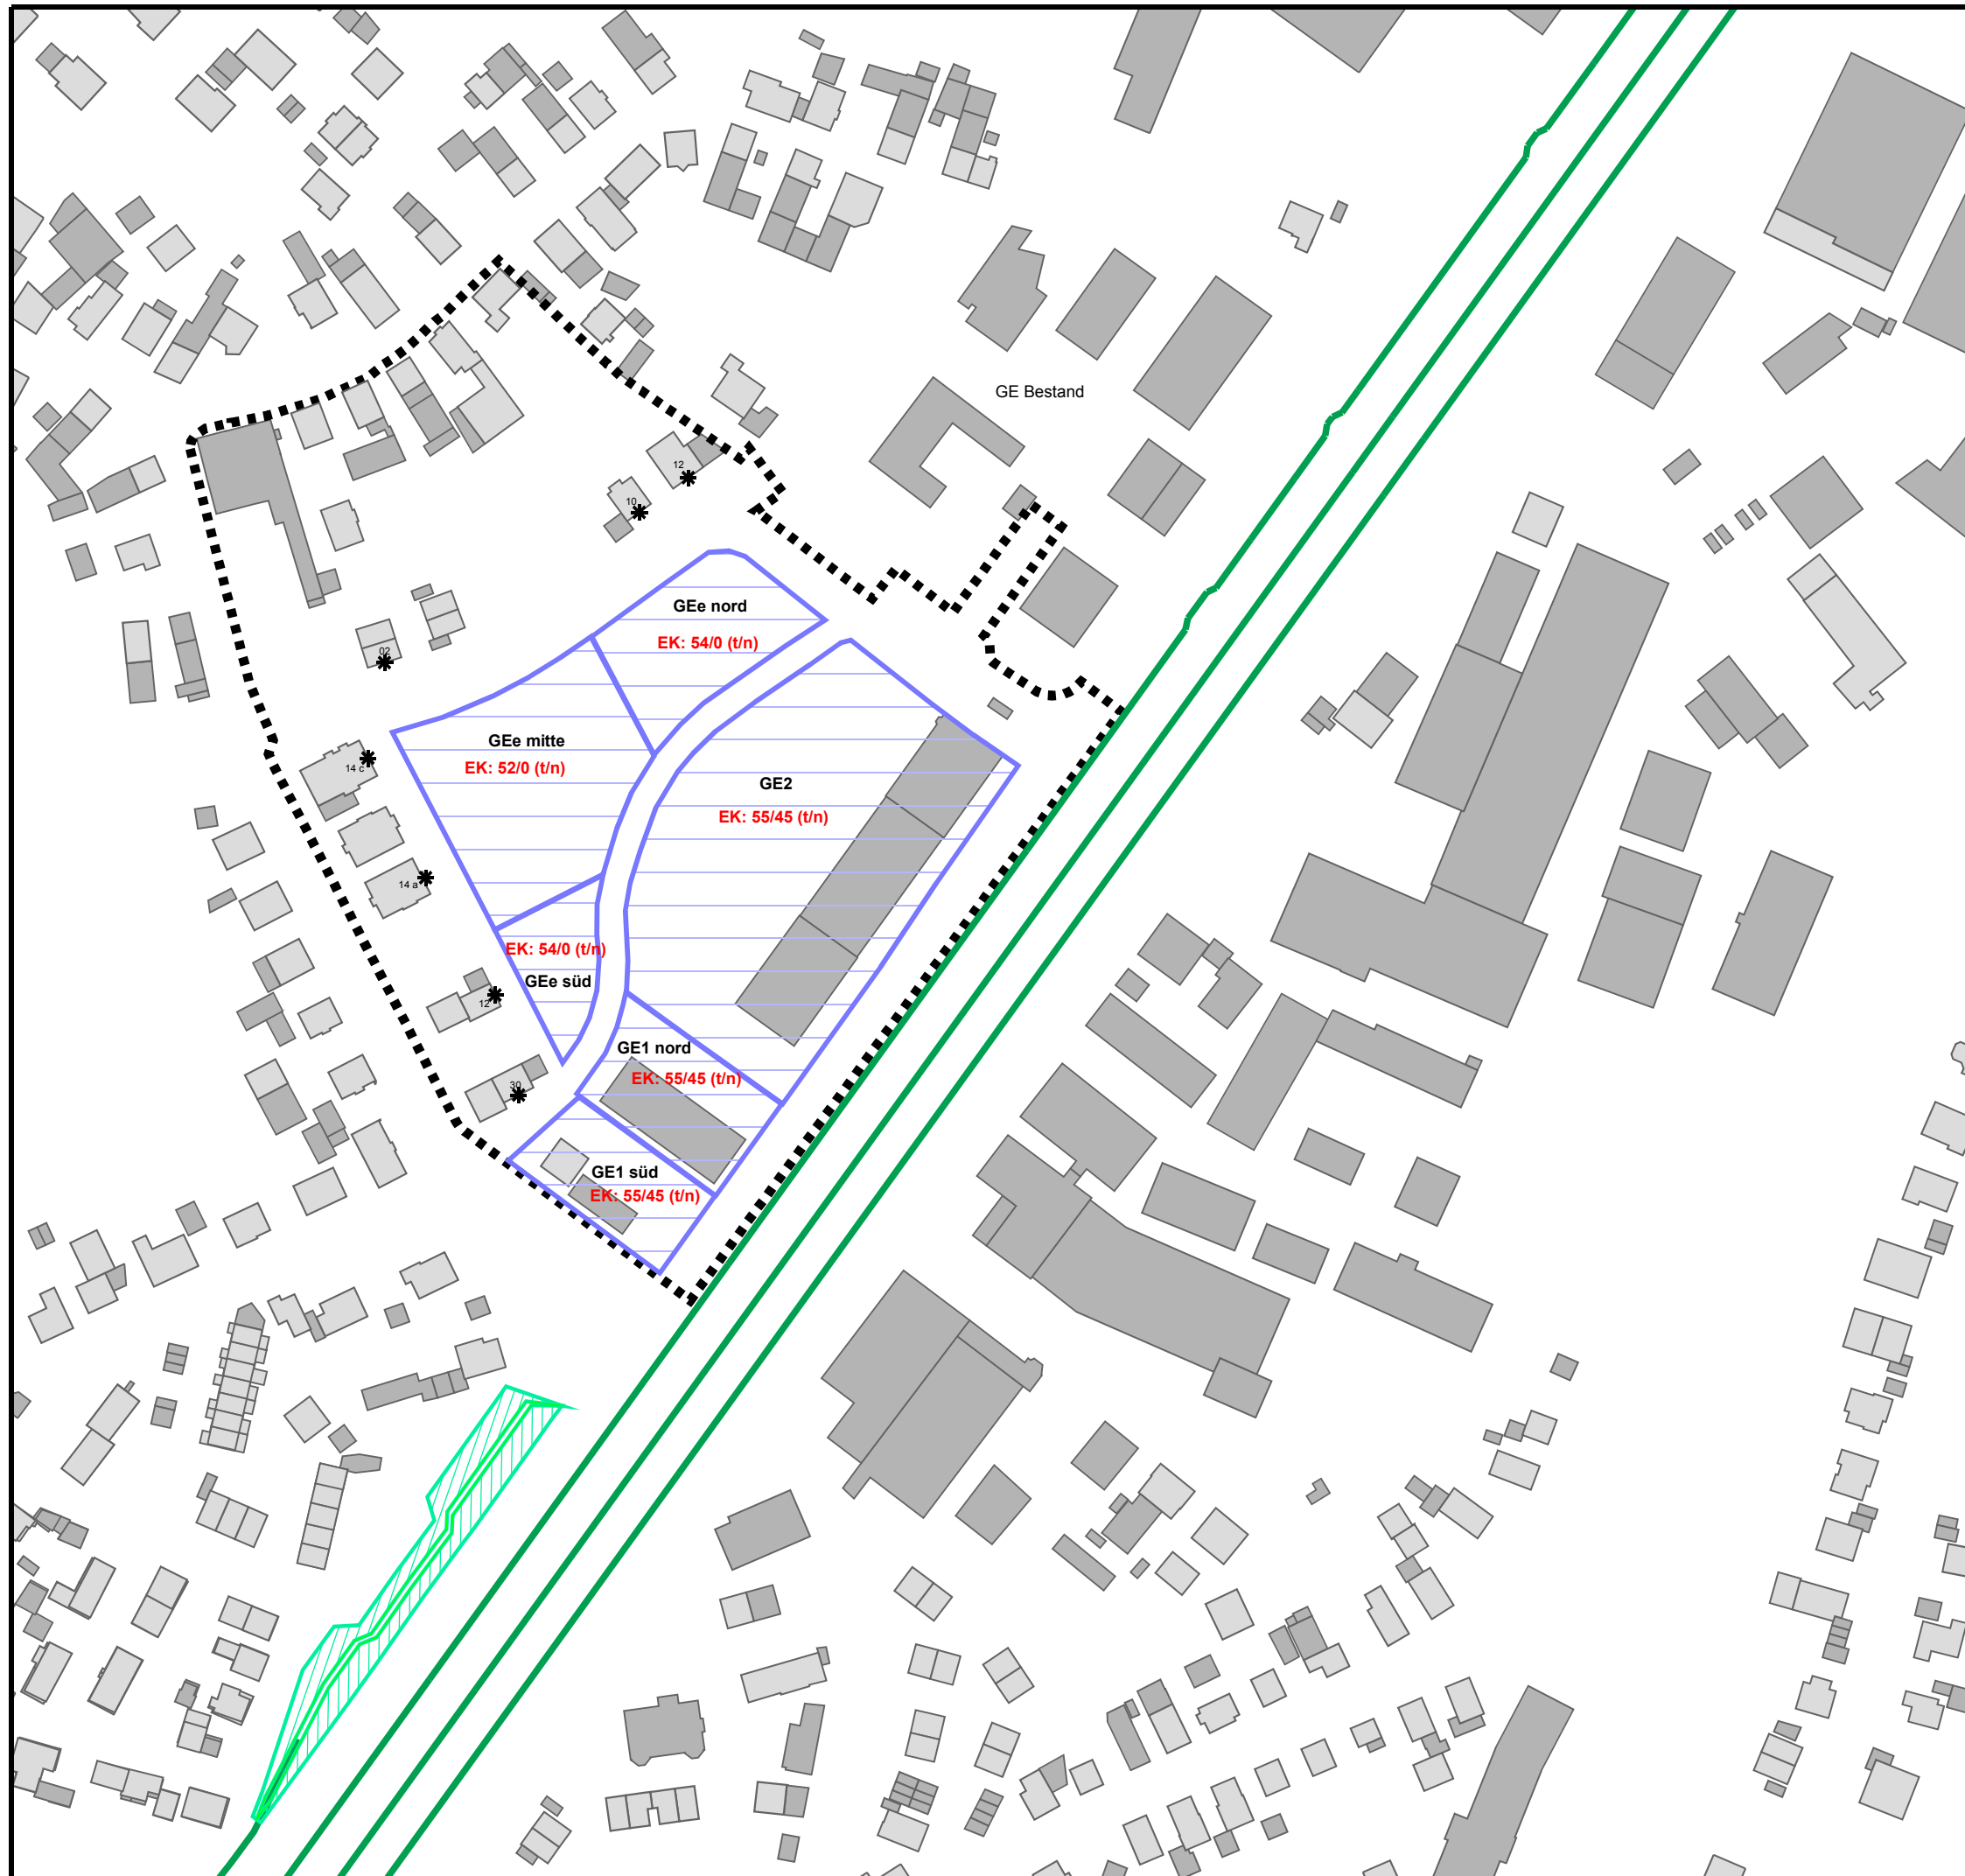 GE Bestand
12
10
GEe nord
EK: 54/0 (t/n)
02
GEe mitte
EK: 52/0 (t/n)
14 c
GE2
EK: 55/45 (t/n)
14 a
EK: 54/0 (t/n)
GEe süd
12
GE1 nord
EK: 55/45 (t/n)
30
GE1 süd
EK: 55/45 (t/n)